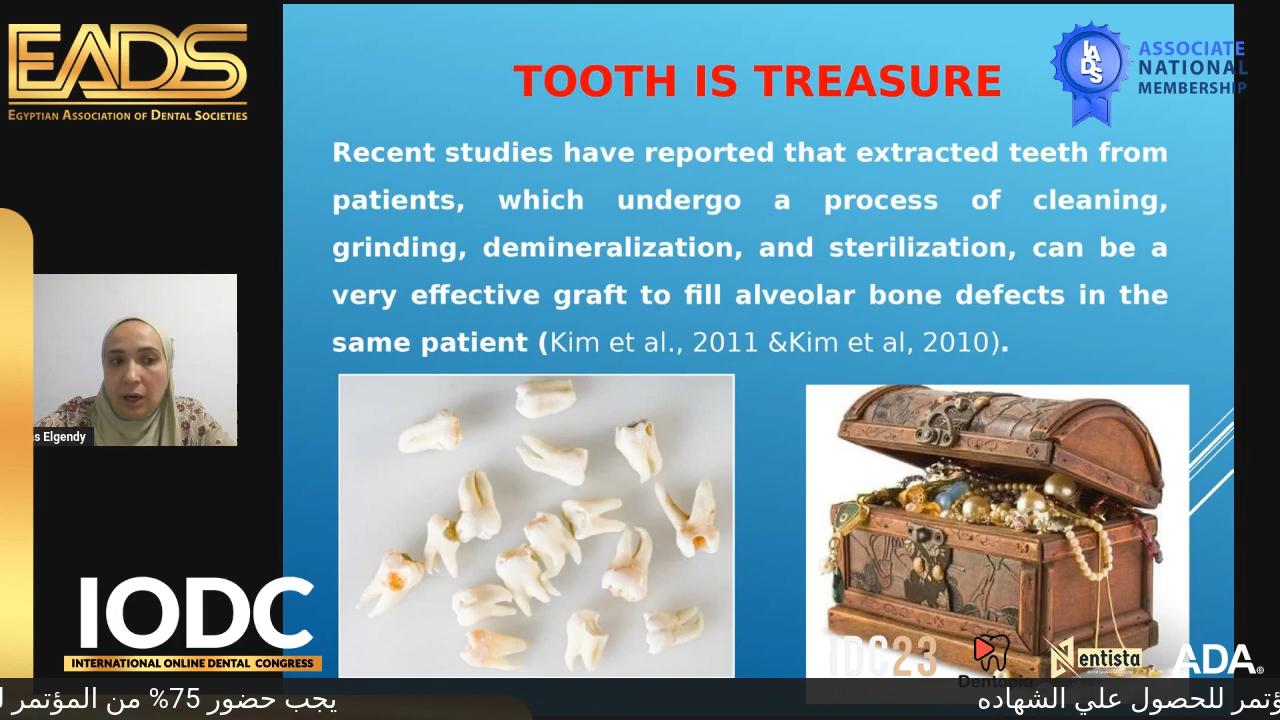 EADS
EGYPTIAN ASSOCIATION OF DENTAL SOCIETIES
TOOTH IS TREASURE
IADS
ASSOCIATE
NATIONAL
MEMBERSHIP
Recent studies have reported that extracted teeth from
patients, which undergo a process of cleaning,
grinding, demineralization, and sterilization, can be a
very effective graft to fill alveolar bone defects in the
same patient (Kim et al., 2011 &Kim et al, 2010).
Elgendy
IODC
INTERNATIONAL ONLINE DENTAL CONGRESS
IDC23
entista
ADA.
يجب حضور 75% من المؤتمر
للحصول علي الشهاده